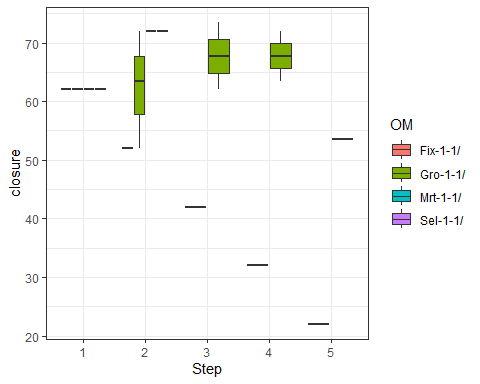 70
60
50
40
30
20
closure
1 2 3 4 5
Step
OM
Fix-1-1/
Gro-1-1/
Mrt-1-1/
Sel-1-1/